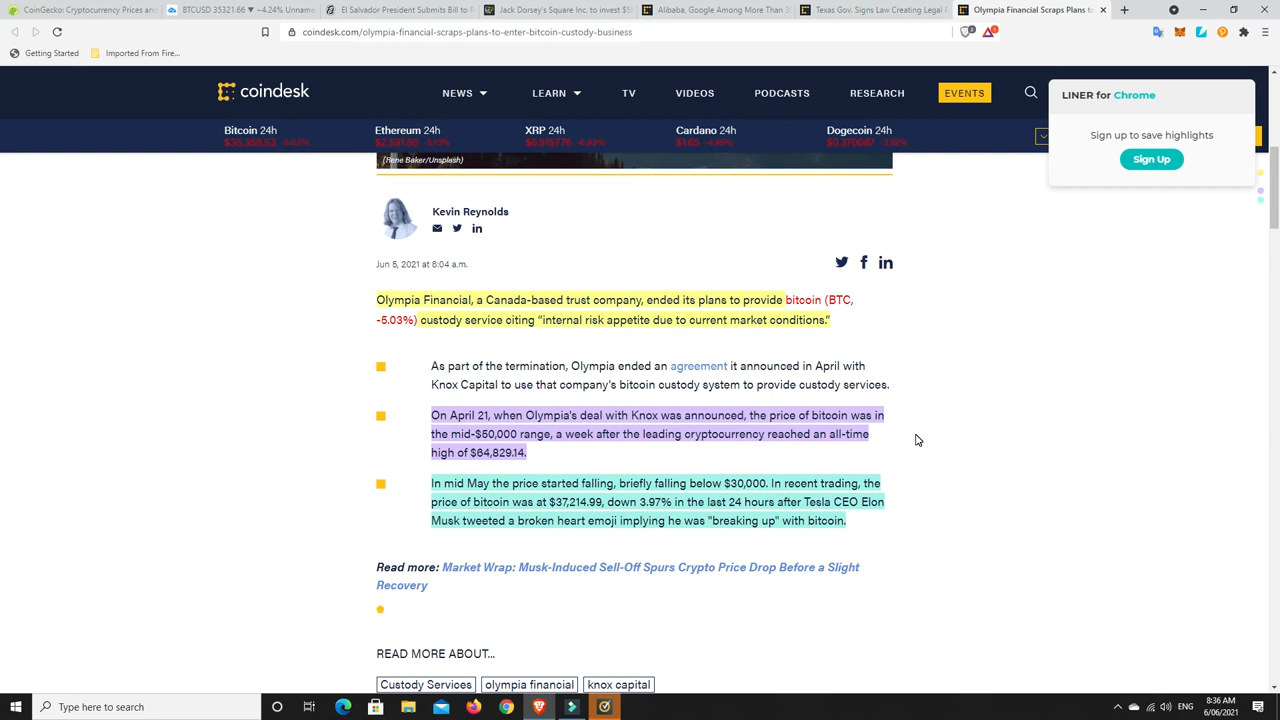 CoinGecko: Cryptocurrency Prices and
BTCUSD 35321.66 ▼ −4.24% Unname
El Salvador President Submits Bill to F
Jack Dorsey's Square Inc. to invest $5
Alibaba, Google Among More Than 3
Texas Gov. Signs Law Creating Legal F
Olympia Financial Scraps Plans to
coindesk.com/olympia-financial-scraps-plans-to-enter-bitcoin-custody-business
Getting Started
Imported From Fire...
coindesk
NEWS
LEARN
TV
VIDEOS
PODCASTS
RESEARCH
EVENTS
LINER for Chrome
Sign up to save highlights
Sign Up
Bitcoin 24h
Ethereum 24h
XRP 24h
Cardano 24h
Dogecoin 24h
(Rene Baker/Unsplash)
Kevin Reynolds
Jun 5, 2021 at 8:04 a.m.
Olympia Financial, a Canada-based trust company, ended its plans to provide bitcoin (BTC,
-5.03%) custody service citing “internal risk appetite due to current market conditions.”
As part of the termination, Olympia ended an agreement it announced in April with
Knox Capital to use that company's bitcoin custody system to provide custody services.
On April 21, when Olympia's deal with Knox was announced, the price of bitcoin was in
the mid-$50,000 range, a week after the leading cryptocurrency reached an all-time
high of $64,829.14.
In mid May the price started falling, briefly falling below $30,000. In recent trading, the
price of bitcoin was at $37,214.99, down 3.97% in the last 24 hours after Tesla CEO Elon
Musk tweeted a broken heart emoji implying he was "breaking up" with bitcoin.
Read more: Market Wrap: Musk-Induced Sell-Off Spurs Crypto Price Drop Before a Slight
Recovery
READ MORE ABOUT...
Custody Services
olympia financial
knox capital
Type here to search
8:36 AM
6/06/2021